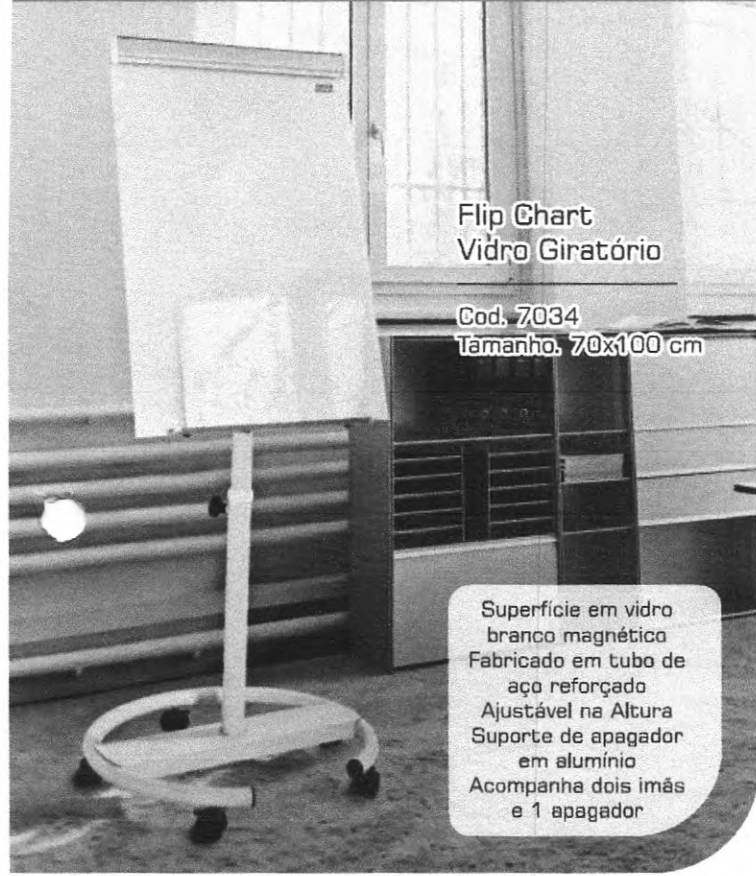 Flip Chart
Vidro Giratório
Cod. 7034
Tamanho. 70x100 cm
Superfície em vidro
branco magnético
Fabricado em tubo de
aço reforçado
Ajustável na Altura
Suporte de apagador
em alumínio
Acompanha dois imãs
e 1 apagador